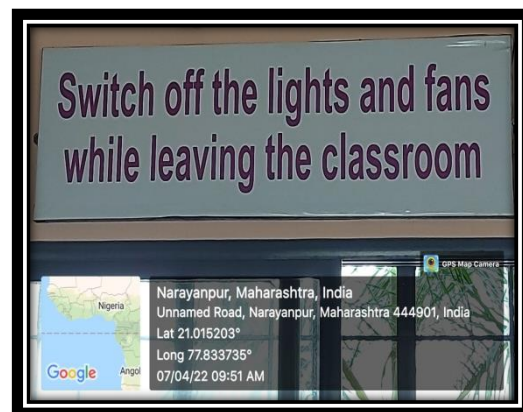 Switch off the lights and fans
while leaving the classroom
GPS Map Camera
Nigeria
Angol
Google
Narayanpur, Maharashtra, India
Unnamed Road, Narayanpur, Maharashtra 444901, India
Lat 21.015203°
Long 77.833735°
07/04/22 09:51 AM